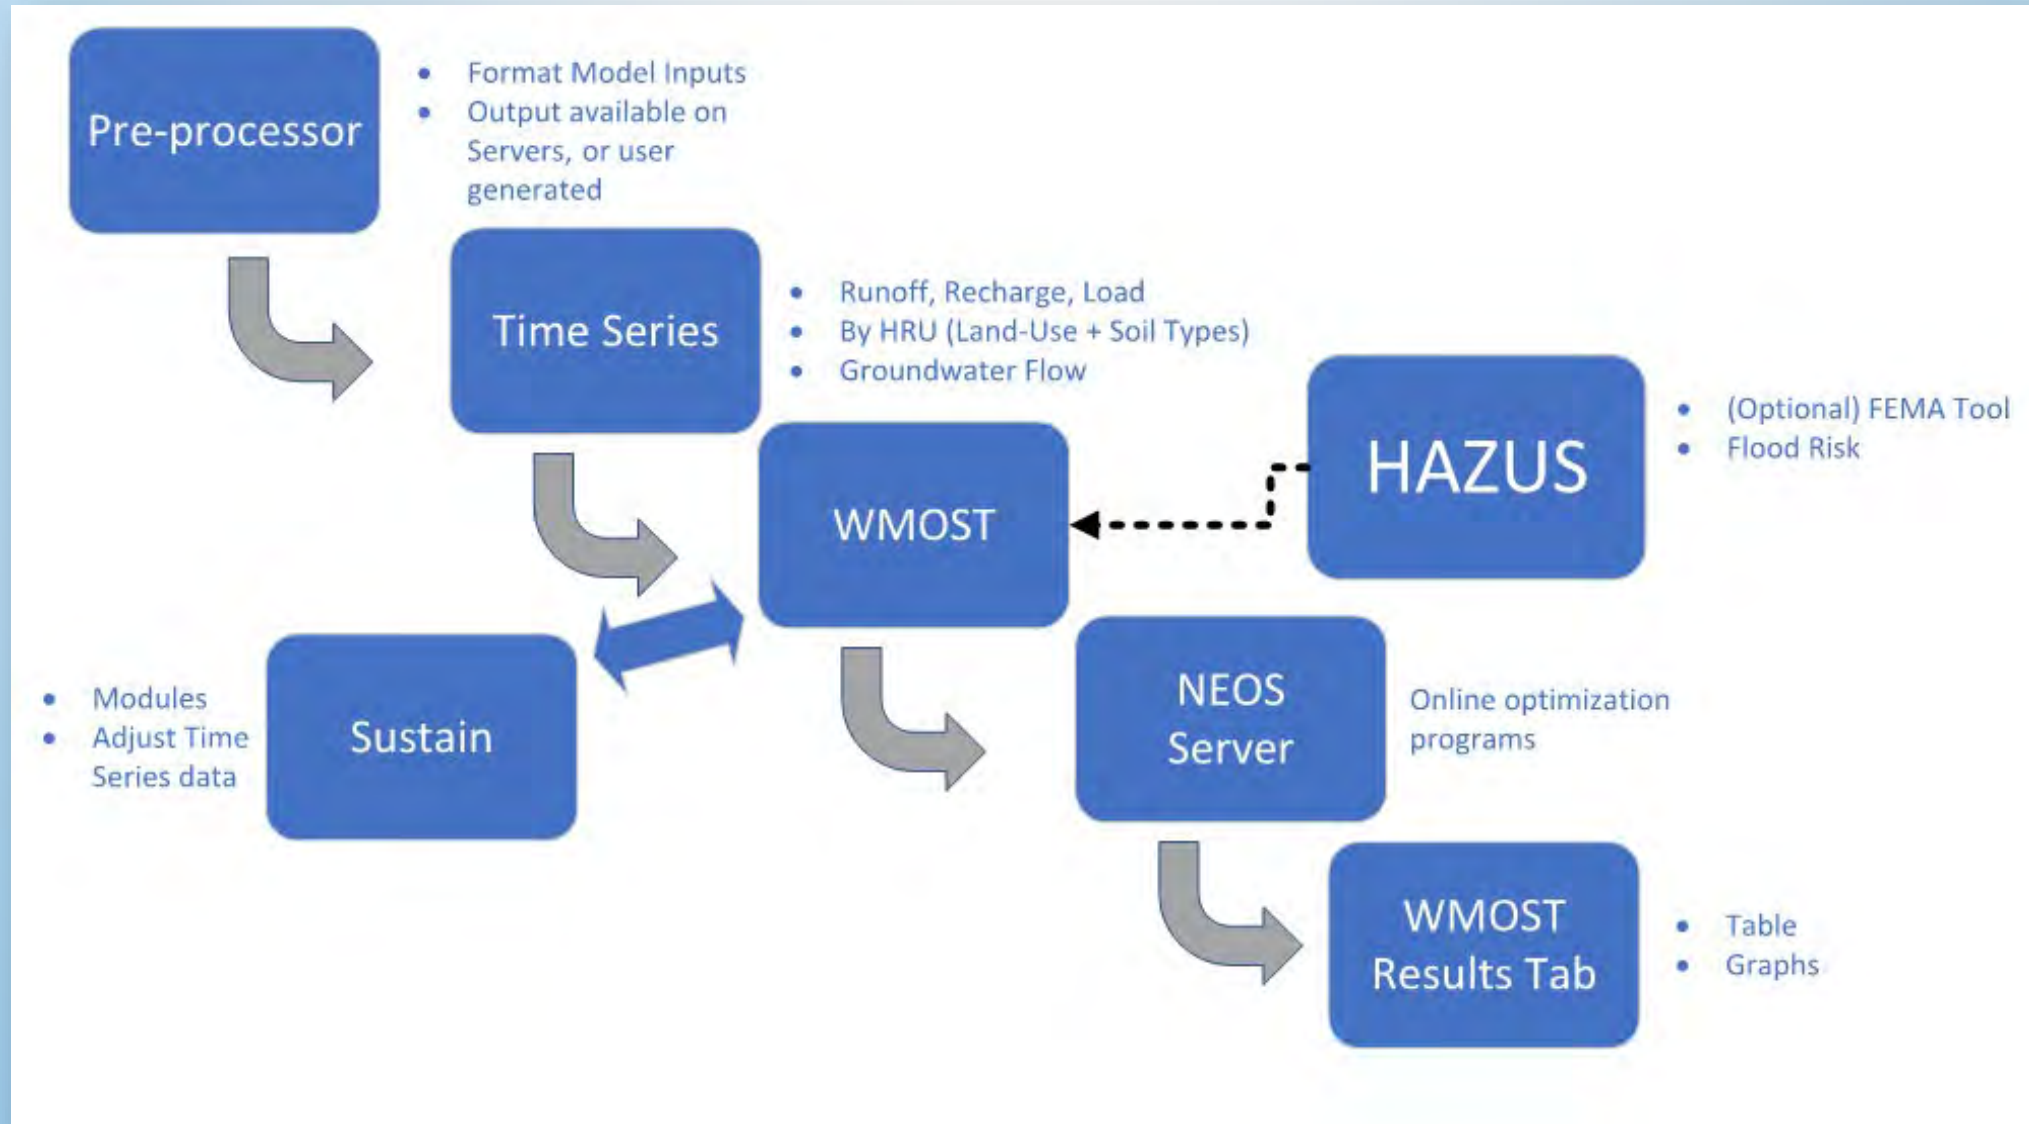 Pre-processor
• Format Model Inputs
• Output available on
Servers, or user
generated
Time Series
• Runoff, Recharge, Load
• By HRU (Land-Use + Soil Types)
• Groundwater Flow
WMOST
HAZUS
• (Optional) FEMA Tool
• Flood Risk
• Modules
• Adjust Time
Series data
Sustain
NEOS
Server
Online optimization
programs
WMOST
Results Tab
• Table
• Graphs